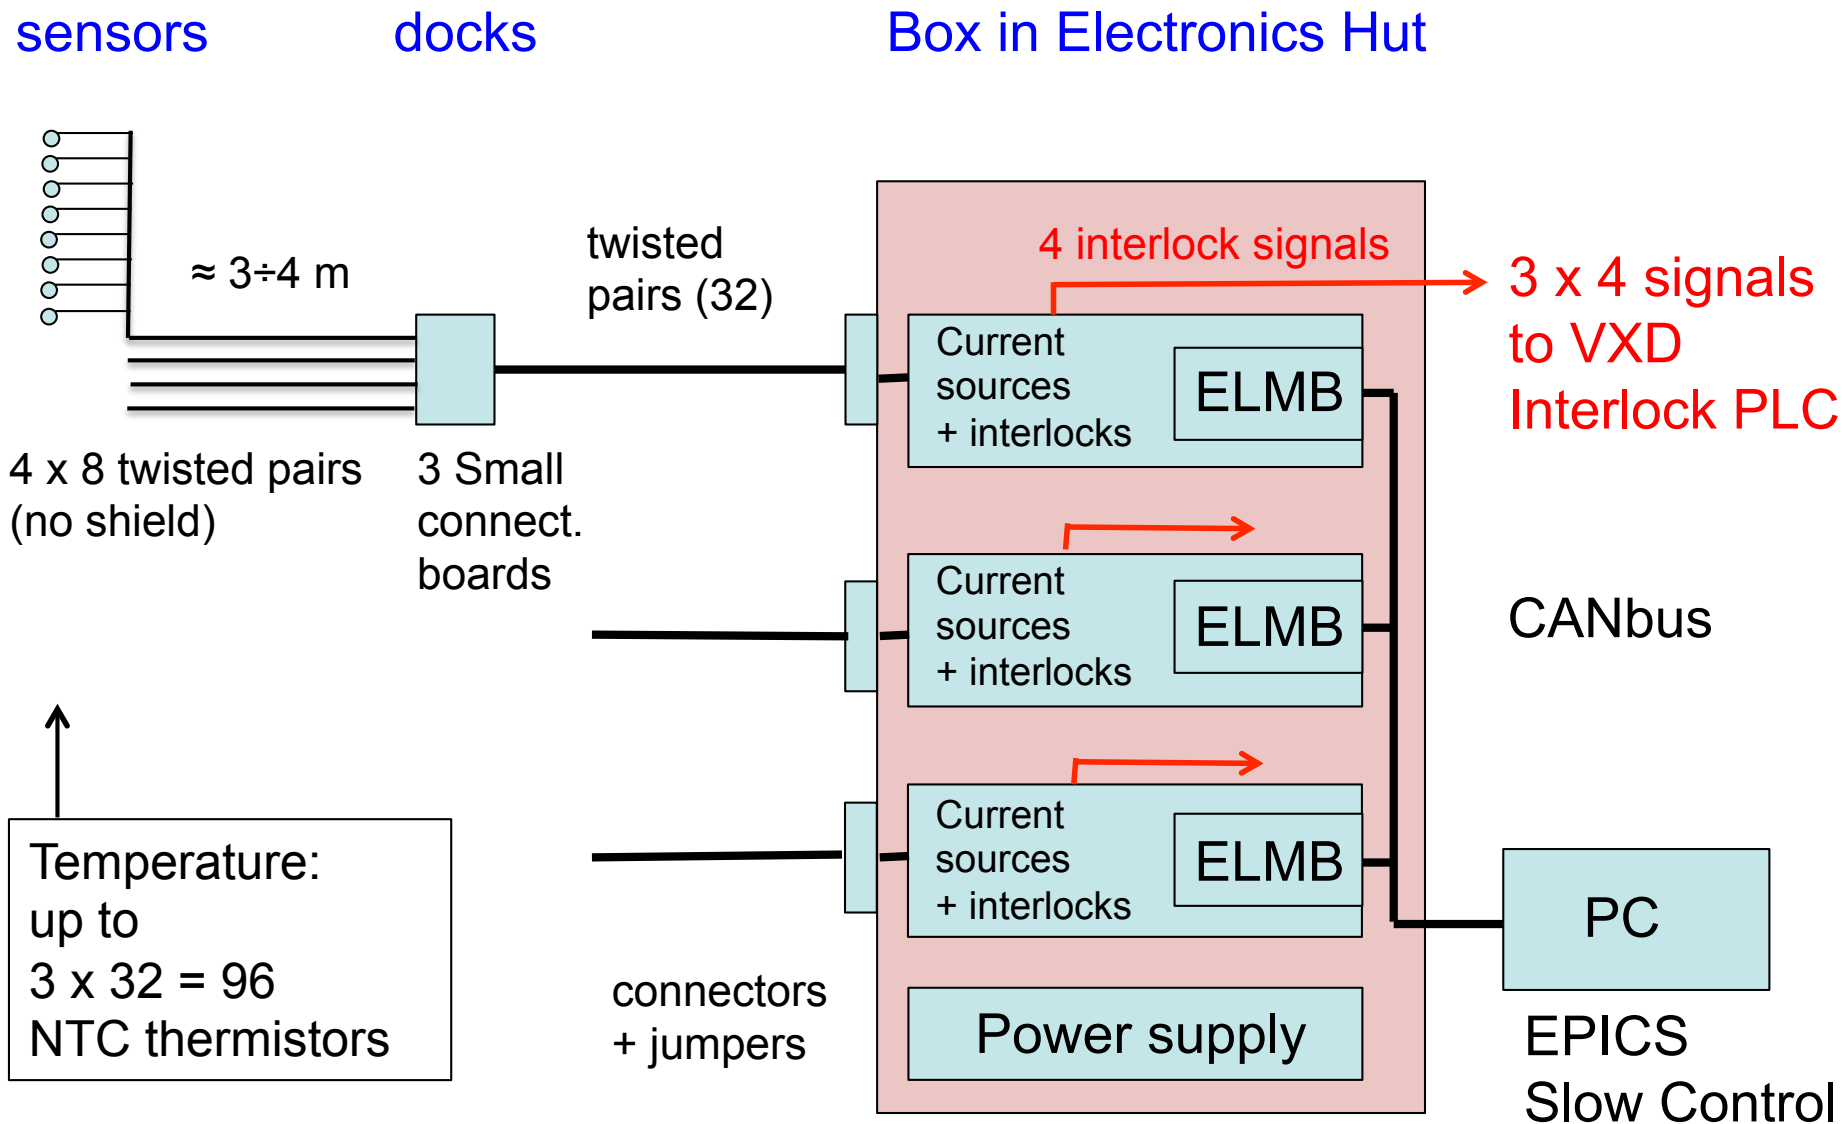 sensors
docks
Box in Electronics Hut
≈ 3÷4 m
twisted
pairs (32)
4 interlock signals
3 x 4 signals
to VXD
Interlock PLC
Current
sources
+ interlocks
ELMB
4 x 8 twisted pairs
(no shield)
3 Small
connect.
boards
Current
sources
+ interlocks
ELMB
CANbus
Temperature:
up to
3 x 32 = 96
NTC thermistors
Current
sources
+ interlocks
ELMB
PC
connectors
+ jumpers
Power supply
EPICS
Slow Control